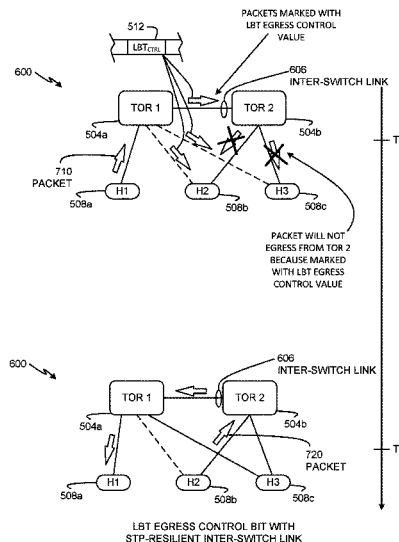 512
LBTCTRL
PACKETS MARKED WITH
LBT EGRESS CONTROL
VALUE
600
606
INTER-SWITCH LINK
TOR 1
TOR 2
504a
504b
T
710
PACKET
H1
H2
H3
508a
508b
508c
PACKET WILL NOT
EGRESS FROM TOR 2
BECAUSE MARKED
WITH LBT EGRESS
CONTROL VALUE
600
606
INTER-SWITCH LINK
TOR 1
TOR 2
504a
504b
720
PACKET
T
H1
H2
H3
508a
508b
508c
LBT EGRESS CONTROL BIT WITH
STP-RESILIENT INTER-SWITCH LINK